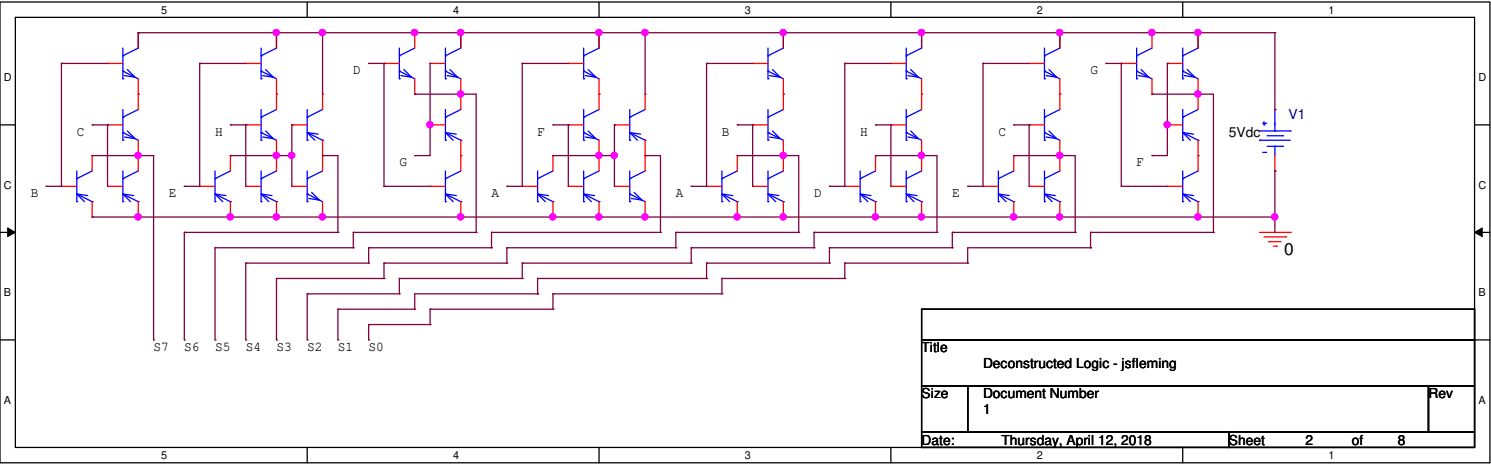 5 4 3 2 1
D D
D G
V1
5Vdc
C H F B H C
G F
C C
B E A A D E
0
B B
S7 S6 S5 S4 S3 S2 S1 S0
Title
Deconstructed Logic - jsfleming
Size Document Number Rev
1
A A
Date: Thursday, April 12, 2018 Sheet 2 of 8
5 4 3 2 1